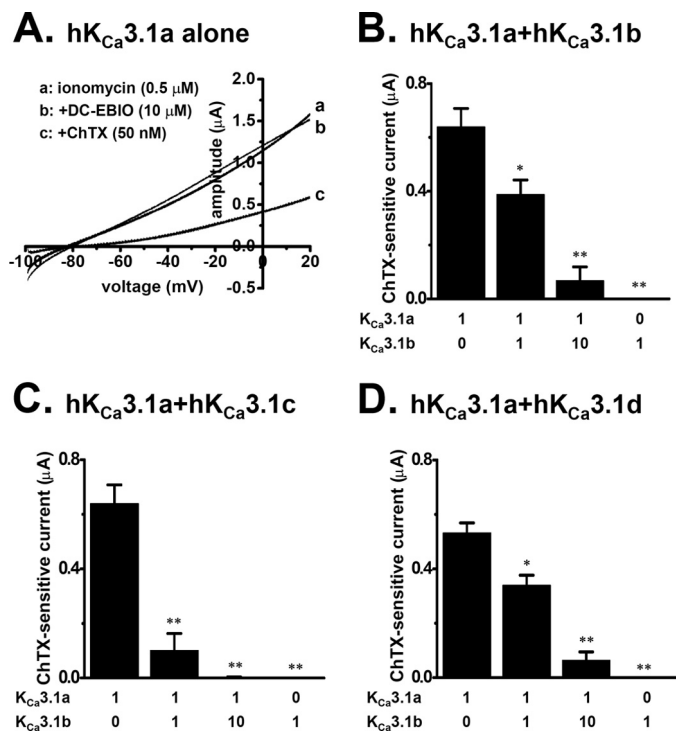 A. hKCa3.1a alone
a: ionomycin (0.5 μM)
b: +DC-EBIO (10 μM)
c: +ChTX (50 nM)
amplitude (μA)
2.0
1.5
1.0
0.5
0.0
-0.5
a
b
c
-100 -80 -60 -40 -20 0 20
voltage (mV)
B. hKCa3.1a+hKCa3.1b
ChTX-sensitive current (μA)
0.8
0.4
0.0
*
**
**
KCa3.1a 1 1 1 0
KCa3.1b 0 1 10 1
C. hKCa3.1a+hKCa3.1c
ChTX-sensitive current (μA)
0.8
0.4
0.0
**
**
**
KCa3.1a 1 1 1 0
KCa3.1b 0 1 10 1
D. hKCa3.1a+hKCa3.1d
ChTX-sensitive current (μA)
0.8
0.4
0.0
*
**
**
KCa3.1a 1 1 1 0
KCa3.1b 0 1 10 1